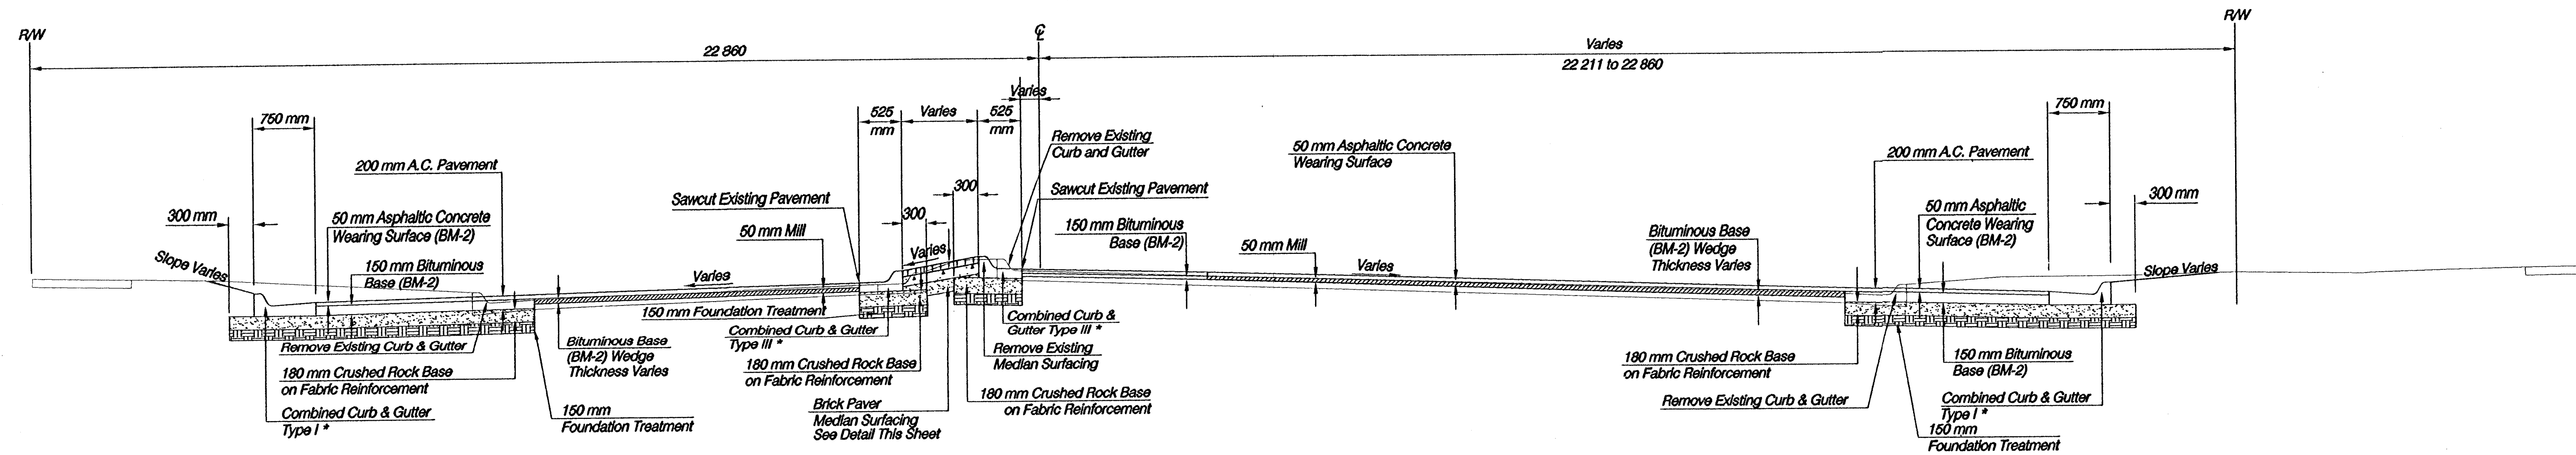 R/W
22 860
℄
Varies
22 211 to 22 860
R/W
Varies
750 mm
525
mm
Varies
525
mm
750 mm
Remove Existing
Curb and Gutter
50 mm Asphaltic Concrete
Wearing Surface
200 mm A.C. Pavement
200 mm A.C. Pavement
300
Sawcut Existing Pavement
Sawcut Existing Pavement
300 mm
300 mm
50 mm Asphaltic Concrete
Wearing Surface (BM-2)
300
50 mm Mill
150 mm Bituminous
Base (BM-2)
50 mm Mill
Bituminous Base
(BM-2) Wedge
Thickness Varies
50 mm Asphaltic
Concrete Wearing
Surface (BM-2)
Slope Varies
150 mm Bituminous
Base (BM-2)
Varies
Varies
Varies
Slope Varies
150 mm Foundation Treatment
Combined Curb & Gutter
Type III *
Combined Curb &
Gutter Type III *
Remove Existing Curb & Gutter
Bituminous Base
(BM-2) Wedge
Thickness Varies
Remove Existing
Median Surfacing
180 mm Crushed Rock Base
on Fabric Reinforcement
180 mm Crushed Rock Base
on Fabric Reinforcement
180 mm Crushed Rock Base
on Fabric Reinforcement
180 mm Crushed Rock Base
on Fabric Reinforcement
150 mm Bituminous
Base (BM-2)
Combined Curb & Gutter
Type I *
150 mm
Foundation Treatment
Brick Paver
Median Surfacing
See Detail This Sheet
Remove Existing Curb & Gutter
Combined Curb & Gutter
Type I *
150 mm
Foundation Treatment